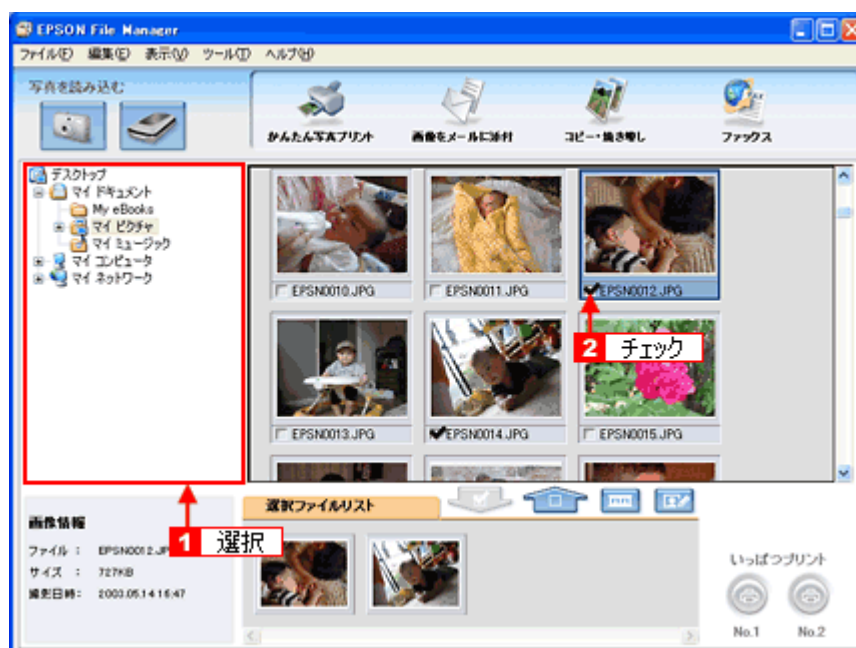 EPSON File Manager
ファイル(F) 編集(E) 表示(V) ツール(T) ヘルプ(H)
写真を読み込む
かんたん写真プリント 画像をメールに添付 コピー・焼き増し ファックス
デスクトップ
マイ ドキュメント
My eBooks
マイ ピクチャ
マイ ミュージック
マイ コンピュータ
マイ ネットワーク
EPSN0010.JPG EPSN0011.JPG EPSN0012.JPG
2 チェック
EPSN0013.JPG EPSN0014.JPG EPSN0015.JPG
1 選択
選択ファイルリスト
画像情報
ファイル : EPSN0012.JP
サイズ : 727KB
撮影日時: 2003.05.14 16:47
いっぱつプリント
No.1 No.2